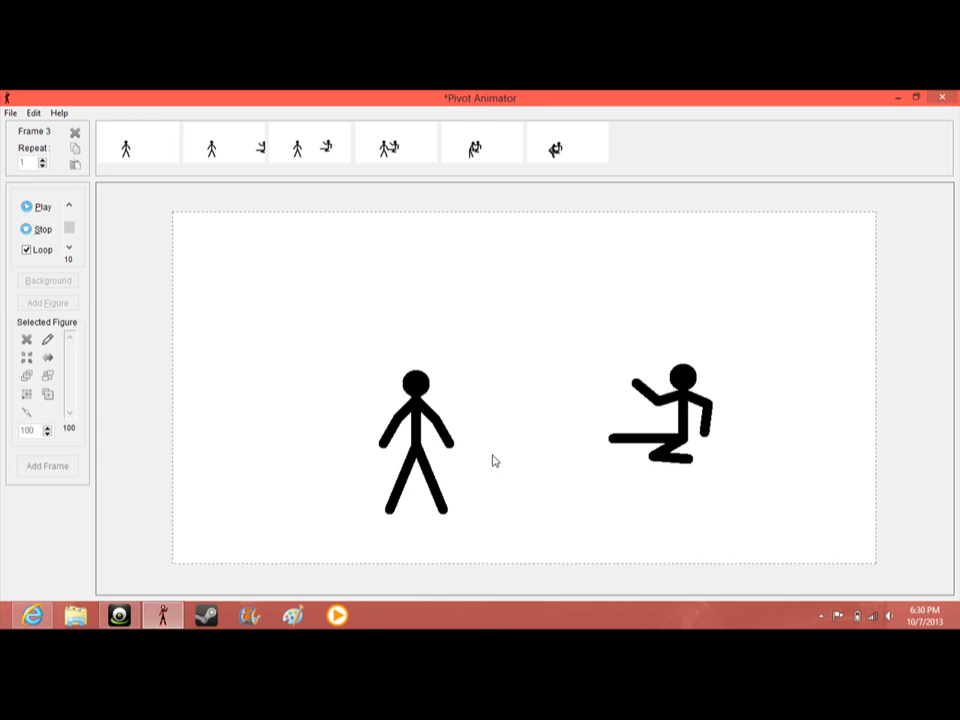 *Pivot Animator
File Edit Help
Frame 3
Repeat:
1
Play
Stop
Loop
10
Background
Add Figure
Selected Figure
100
100
Add Frame
6:30 PM
10/7/2013